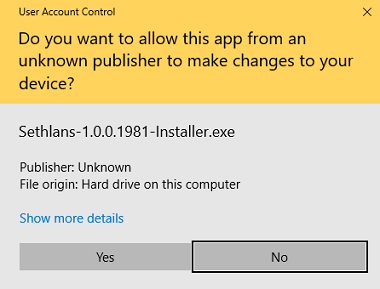 User Account Control
Do you want to allow this app from an
unknown publisher to make changes to your
device?
Sethlans-1.0.0.1981-Installer.exe
Publisher: Unknown
File origin: Hard drive on this computer
Show more details
Yes
No